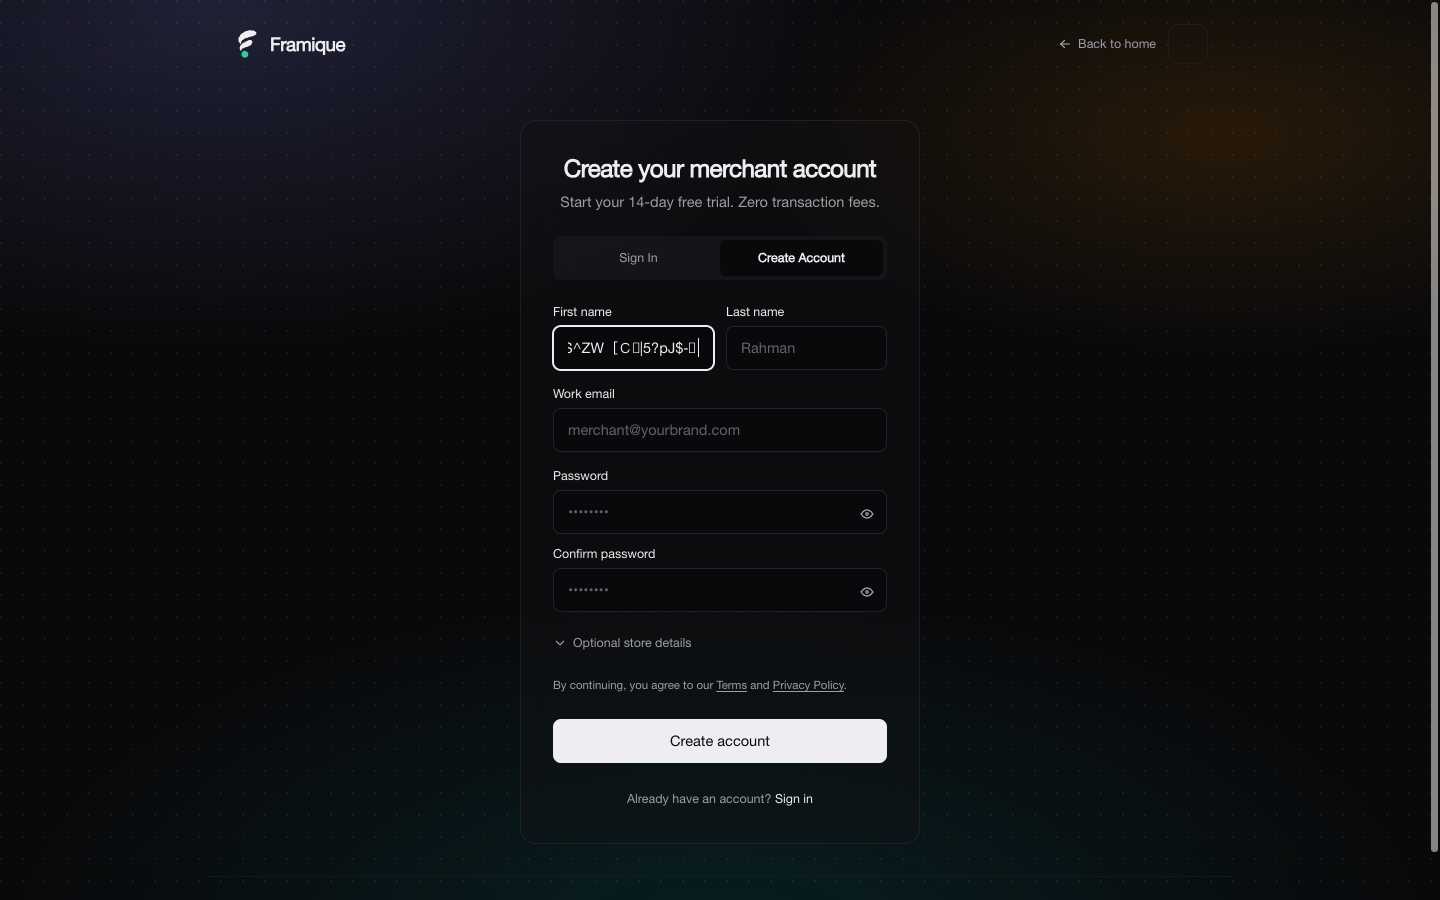 Framique
Back to home
Create your merchant account
Start your 14-day free trial. Zero transaction fees.
Sign In
Create Account
First name
Last name
Rahman
Work email
merchant@yourbrand.com
Password
Confirm password
Optional store details
By continuing, you agree to our Terms and Privacy Policy.
Create account
Already have an account? Sign in